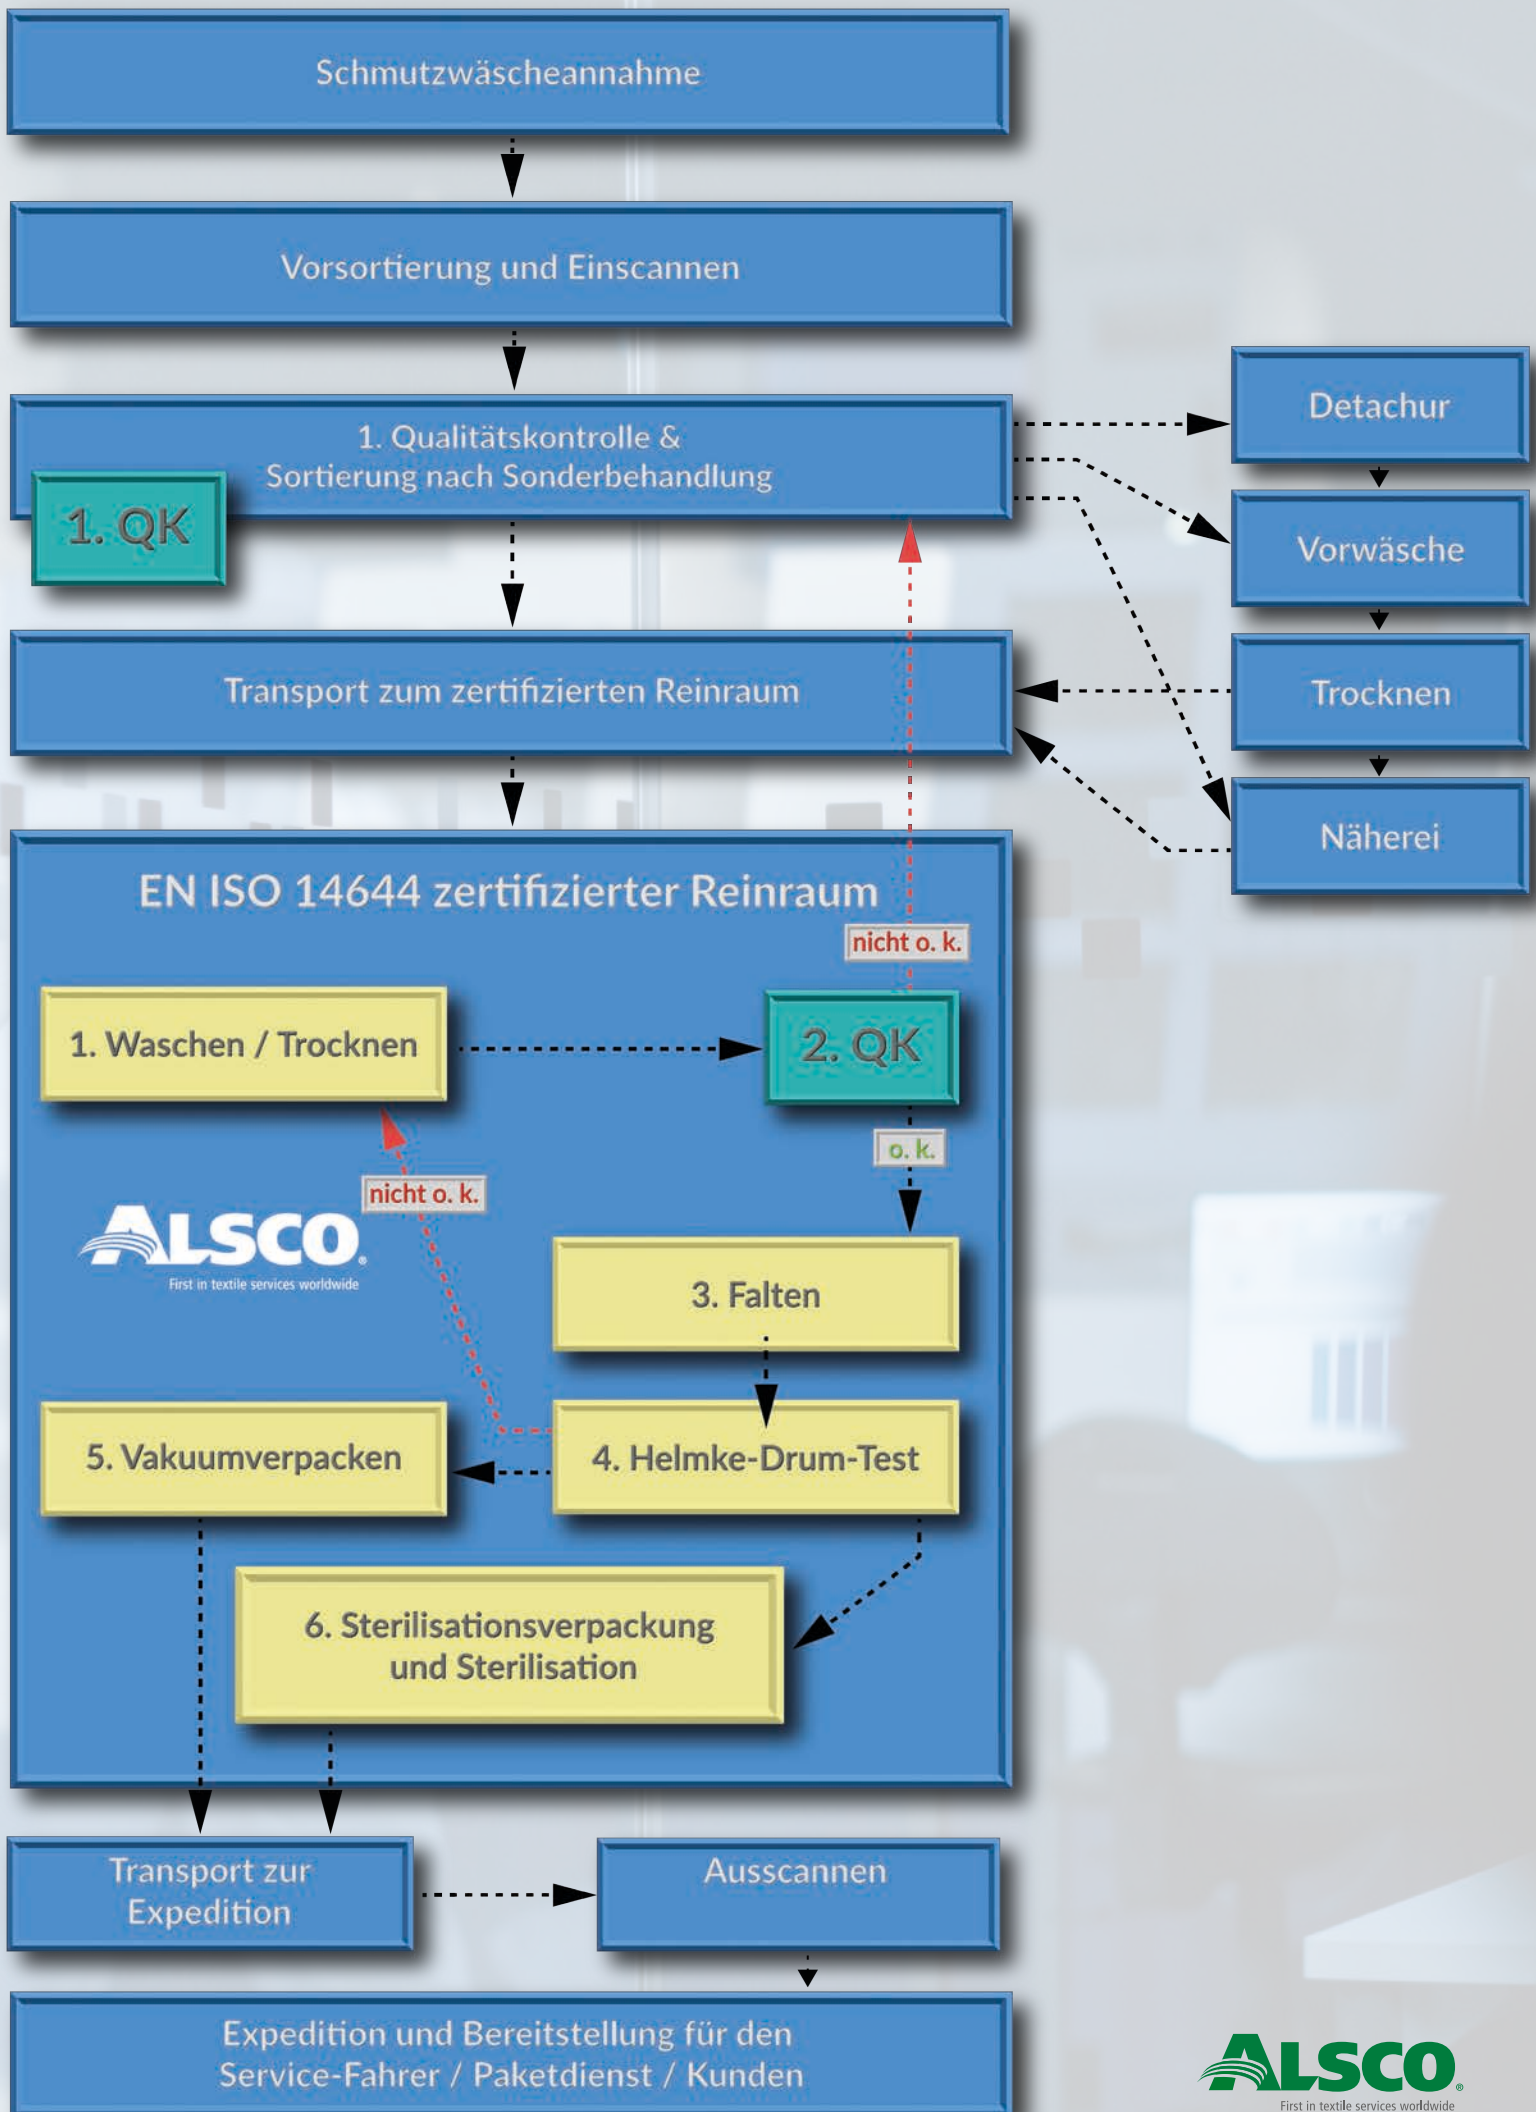 Schmutzwäscheannahme
Vorsortierung und Einscannen
1. Qualitätskontrolle &
Sortierung nach Sonderbehandlung
1. QK
Detachur
Vorwäsche
Trocknen
Näherei
Transport zum zertifizierten Reinraum
EN ISO 14644 zertifizierter Reinraum
nicht o. k.
1. Waschen / Trocknen
2. QK
o. k.
nicht o. k.
ALSCO®
First in textile services worldwide
3. Falten
4. Helmke-Drum-Test
5. Vakuumverpacken
6. Sterilisationsverpackung
und Sterilisation
Transport zur
Expedition
Ausscannen
Expedition und Bereitstellung für den
Service-Fahrer / Paketdienst / Kunden
ALSCO®
First in textile services worldwide